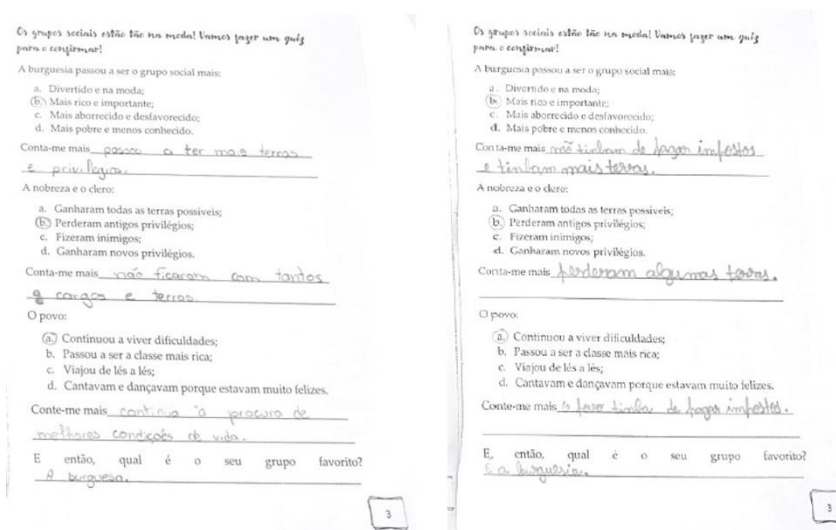 Os grupos sociais estão tão na moda! Vamos fazer um quiz
para o confirmar!
A burguesia passou a ser o grupo social mais:
a. Divertido e na moda;
b. Mais rico e importante;
c. Mais aborrecido e desfavorecido;
d. Mais pobre e menos conhecido.
Conta-me mais passou a ter mais terras
e privilegios.
A nobreza e o clero:
a. Ganharam todas as terras possíveis;
b. Perderam antigos privilégios;
c. Fizeram inimigos;
d. Ganharam novos privilégios.
Conta-me mais não ficaram com tantos
cargos e terras.
O povo:
a. Continuou a viver dificuldades;
b. Passou a ser a classe mais rica;
c. Viajou de lés a lés;
d. Cantavam e dançavam porque estavam muito felizes.
Conte-me mais continua à procura de
melhores condições de vida.
E então, qual é o seu grupo favorito?
A burguesa.
3
Os grupos sociais estão tão na moda! Vamos fazer um quiz
para o confirmar!
A burguesia passou a ser o grupo social mais:
a. Divertido e na moda;
b. Mais rico e importante;
c. Mais aborrecido e desfavorecido;
d. Mais pobre e menos conhecido.
Conta-me mais não tinham de pagar impostos
e tinham mais terras.
A nobreza e o clero:
a. Ganharam todas as terras possíveis;
b. Perderam antigos privilégios;
c. Fizeram inimigos;
d. Ganharam novos privilégios.
Conta-me mais perderam algumas terras.
O povo:
a. Continuou a viver dificuldades;
b. Passou a ser a classe mais rica;
c. Viajou de lés a lés;
d. Cantavam e dançavam porque estavam muito felizes.
Conte-me mais tinha de pagar impostos.
E, então, qual é o seu grupo favorito?
É a burguesia.
3